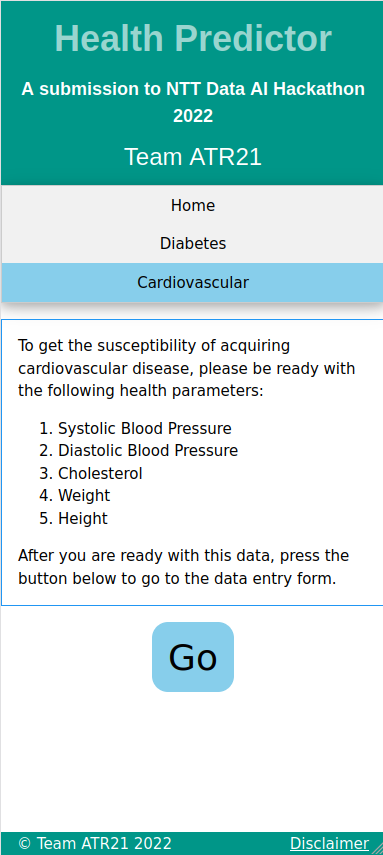 Health Predictor
A submission to NTT Data AI Hackathon
2022
Team ATR21
Home
Diabetes
Cardiovascular
To get the susceptibility of acquiring
cardiovascular disease, please be ready with
the following health parameters:
1. Systolic Blood Pressure
2. Diastolic Blood Pressure
3. Cholesterol
4. Weight
5. Height
After you are ready with this data, press the
button below to go to the data entry form.
Go
© Team ATR21 2022 Disclaimer